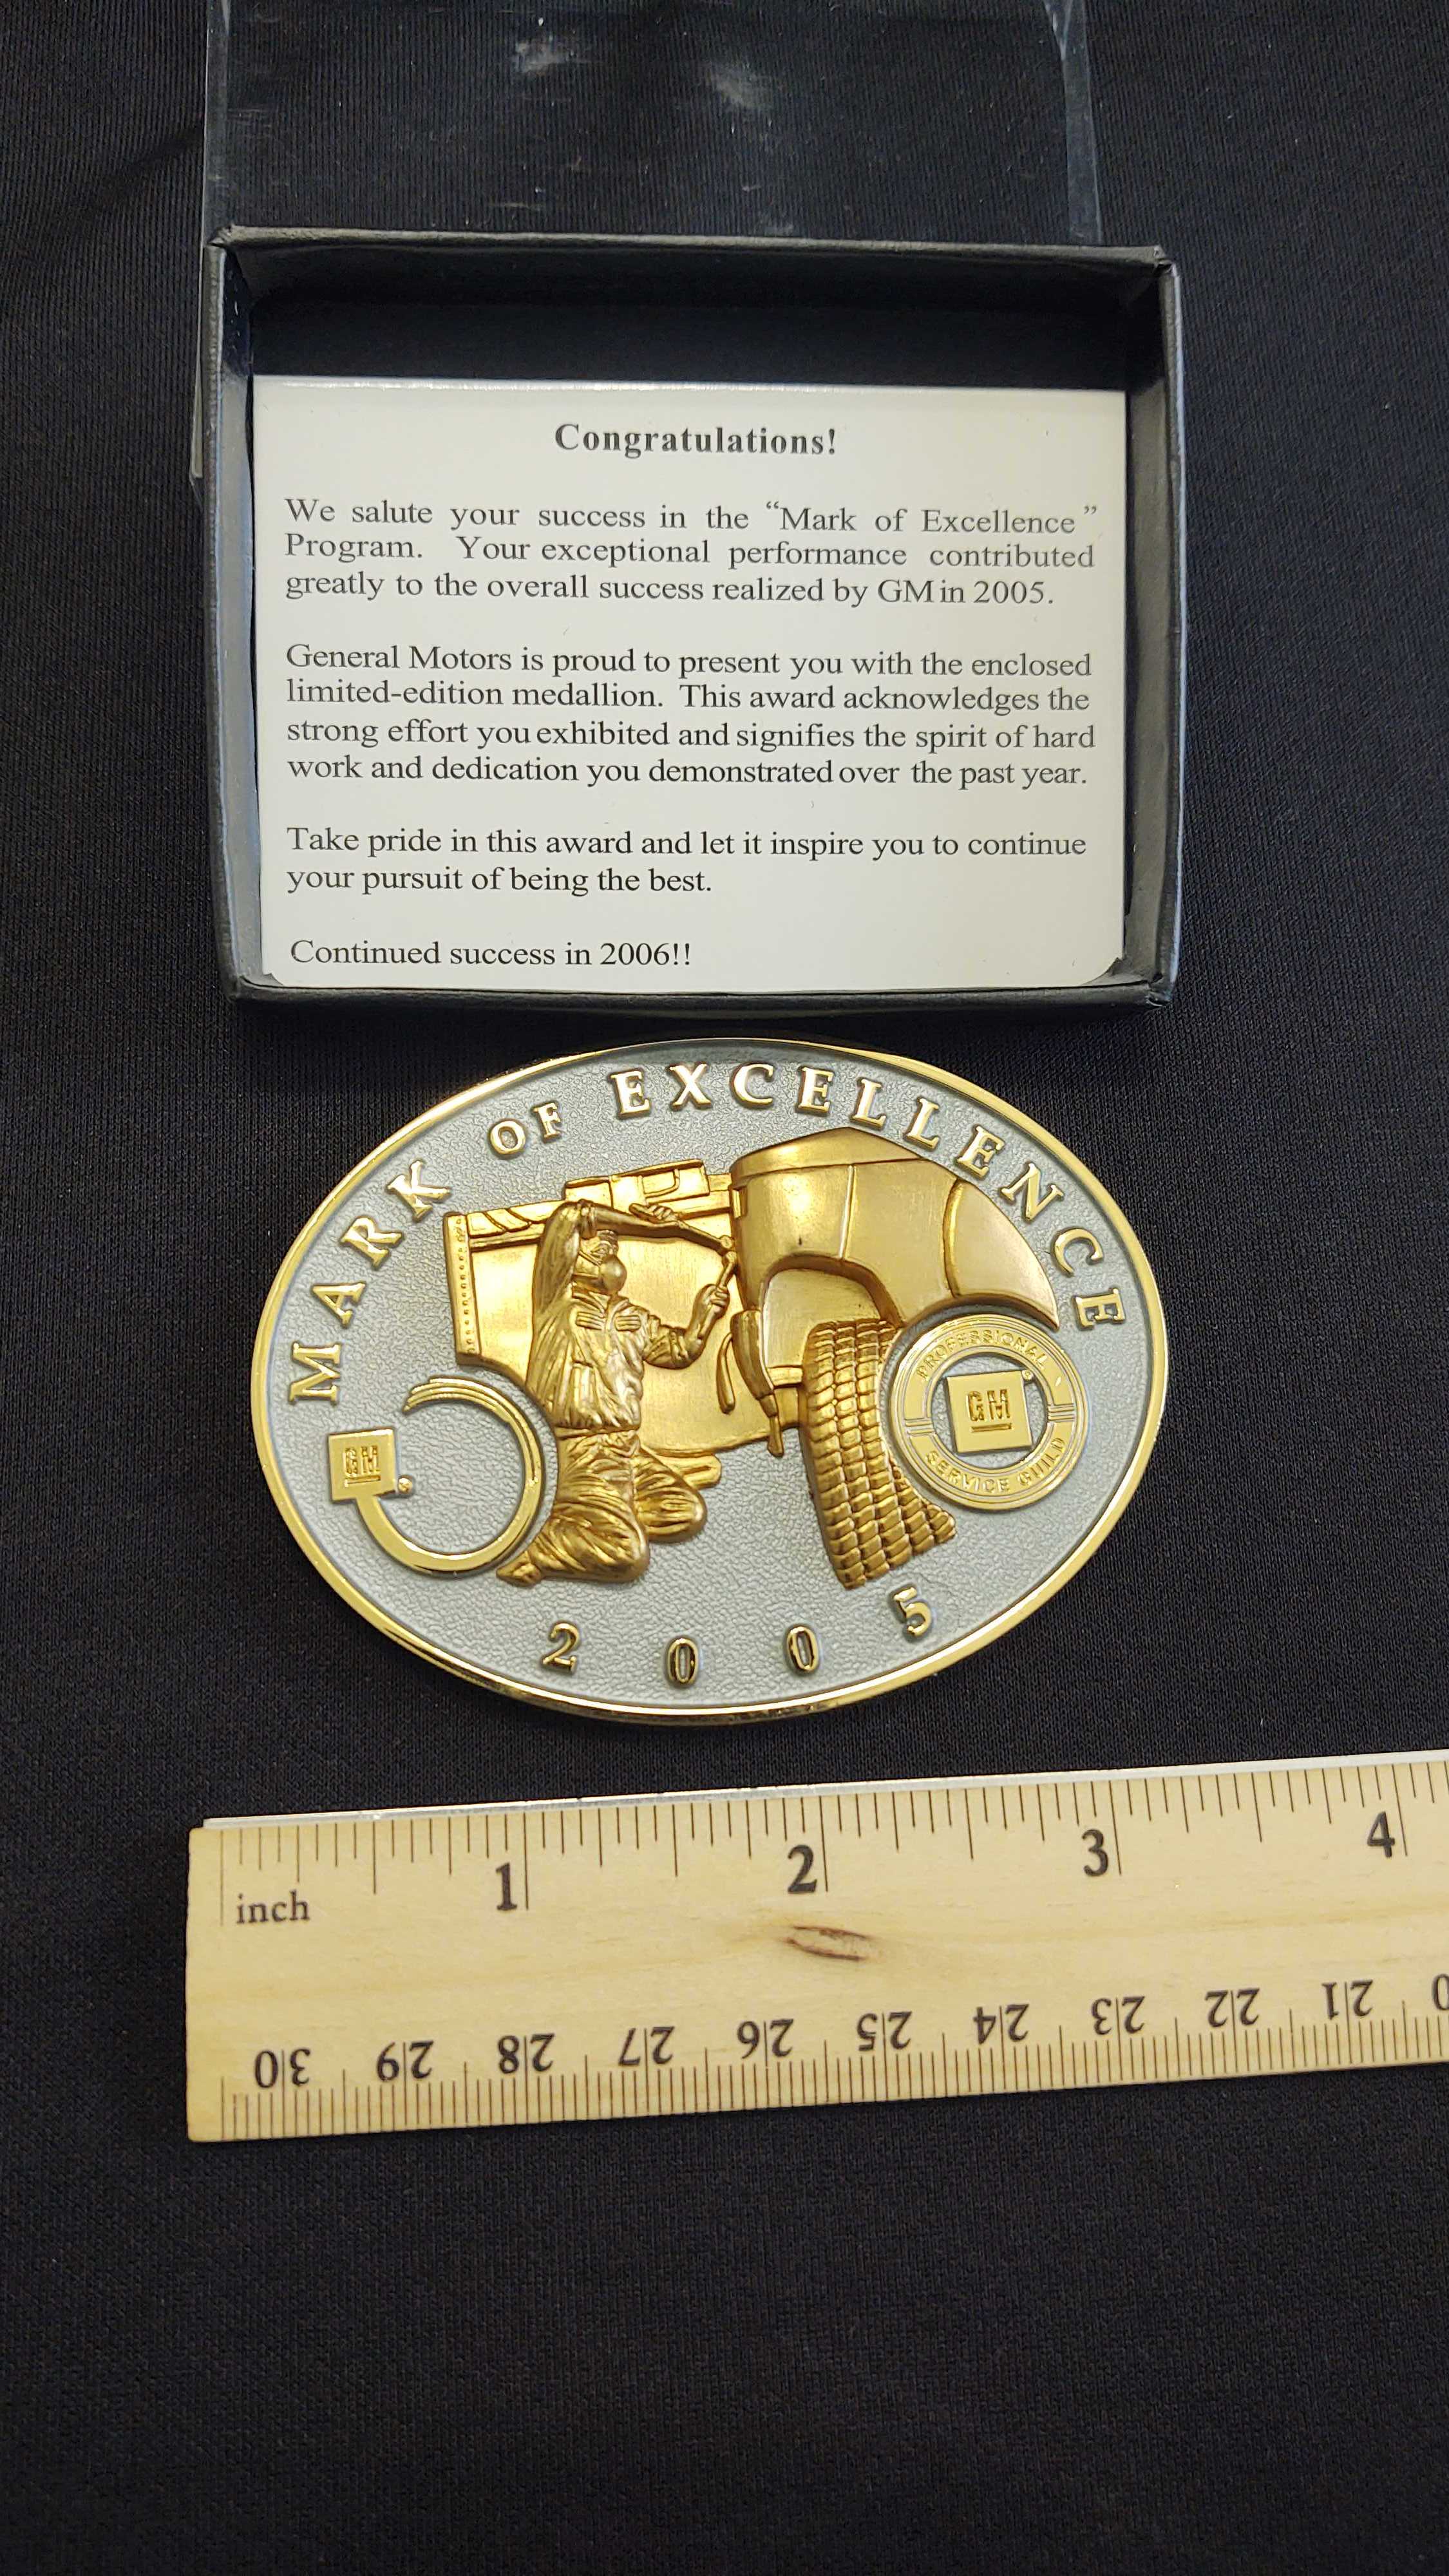 Congratulations!
We salute your success in the “Mark of Excellence”
Program. Your exceptional performance contributed
greatly to the overall success realized by GM in 2005.
General Motors is proud to present you with the enclosed
limited-edition medallion. This award acknowledges the
strong effort you exhibited and signifies the spirit of hard
work and dedication you demonstrated over the past year.
Take pride in this award and let it inspire you to continue
your pursuit of being the best.
Continued success in 2006!!
MARK OF EXCELLENCE
GM
PROFESSIONAL
GM
SERVICE GUILD
2005
1 2 3 4
inch
30 29 28 27 26 25 24 23 22 21